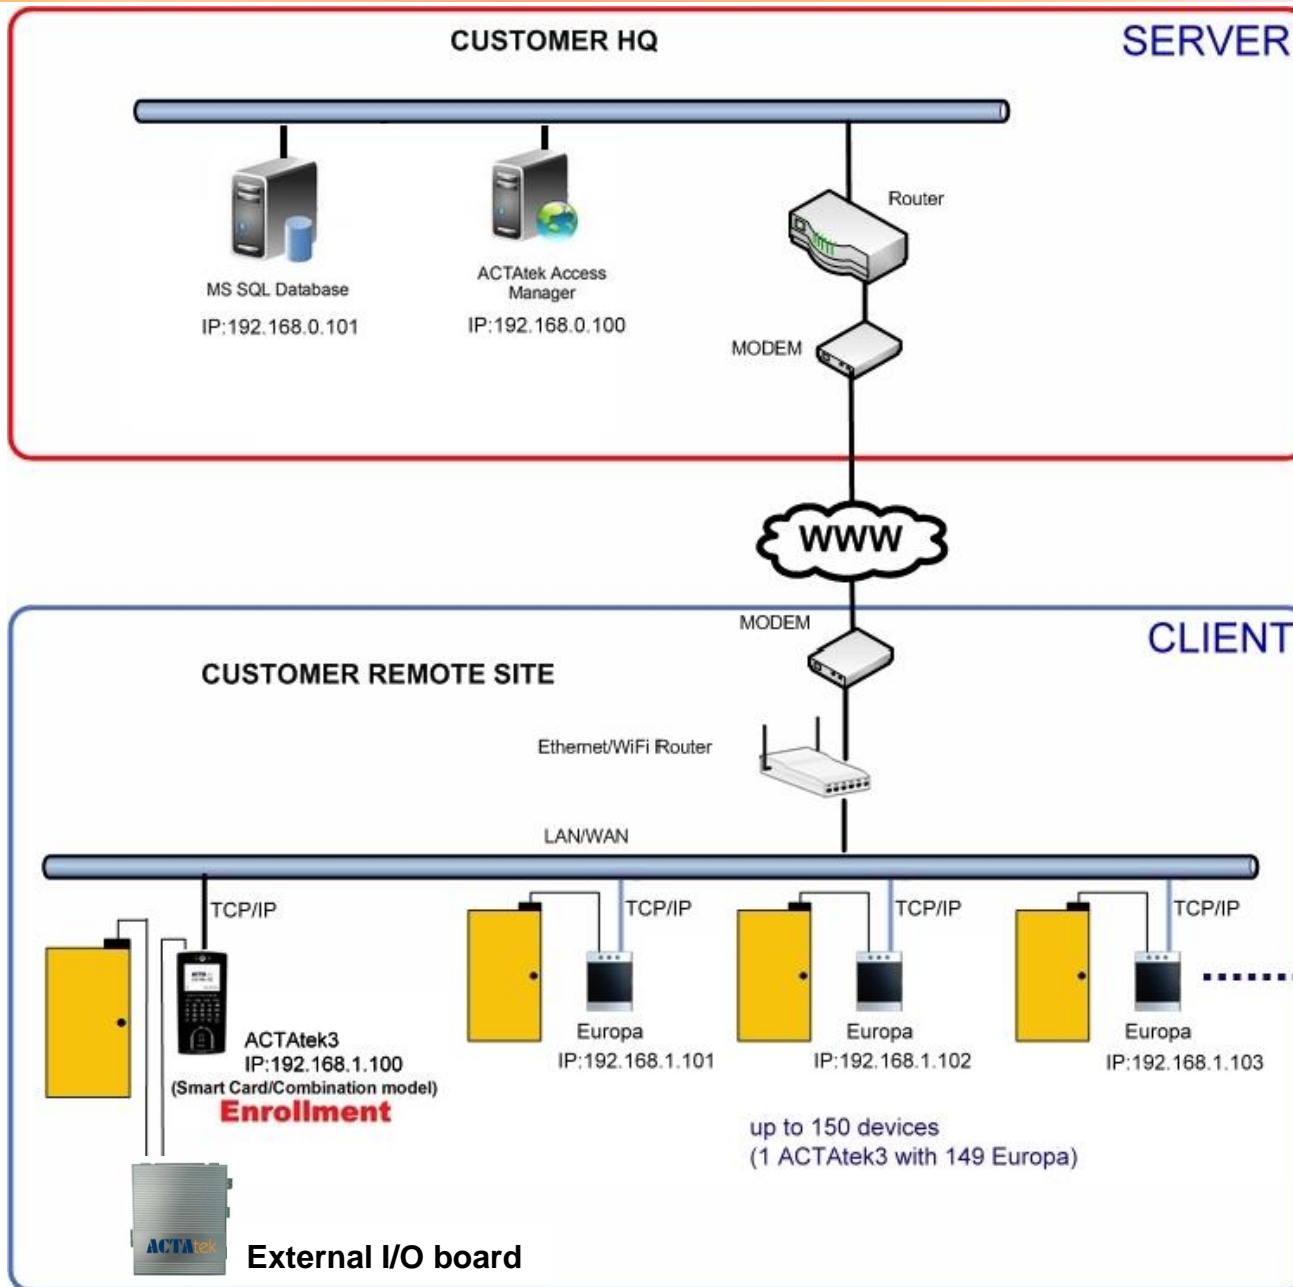 CUSTOMER HQ
SERVER
Router
MS SQL Database
IP:192.168.0.101
ACTAtek Access
Manager
IP:192.168.0.100
MODEM
WWW
MODEM
CLIENT
CUSTOMER REMOTE SITE
Ethernet/WiFi Router
LAN/WAN
TCP/IP
TCP/IP
TCP/IP
TCP/IP
ACTAtek3
IP:192.168.1.100
(Smart Card/Combination model)
Enrollment
Europa
IP:192.168.1.101
Europa
IP:192.168.1.102
Europa
IP:192.168.1.103
up to 150 devices
(1 ACTAtek3 with 149 Europa)
ACTAtek
External I/O board